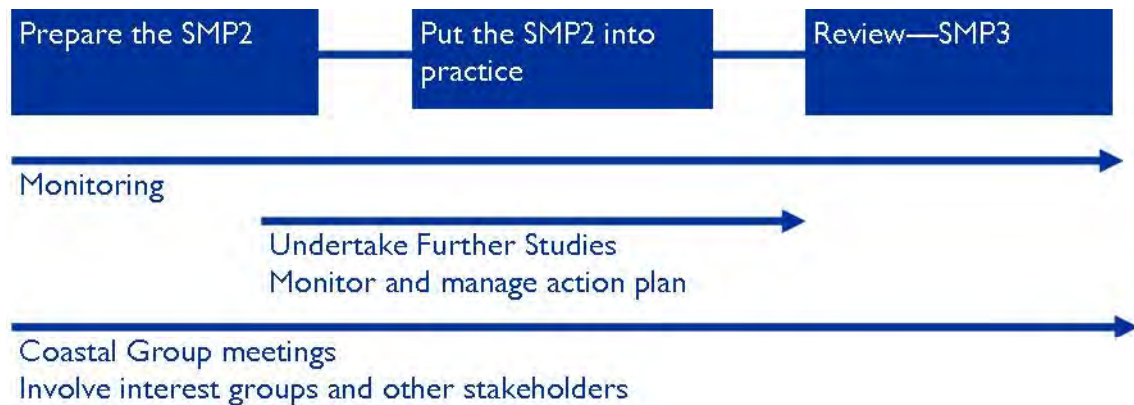 Prepare the SMP2
Put the SMP2 into
practice
Review—SMP3
Monitoring
Undertake Further Studies
Monitor and manage action plan
Coastal Group meetings
Involve interest groups and other stakeholders